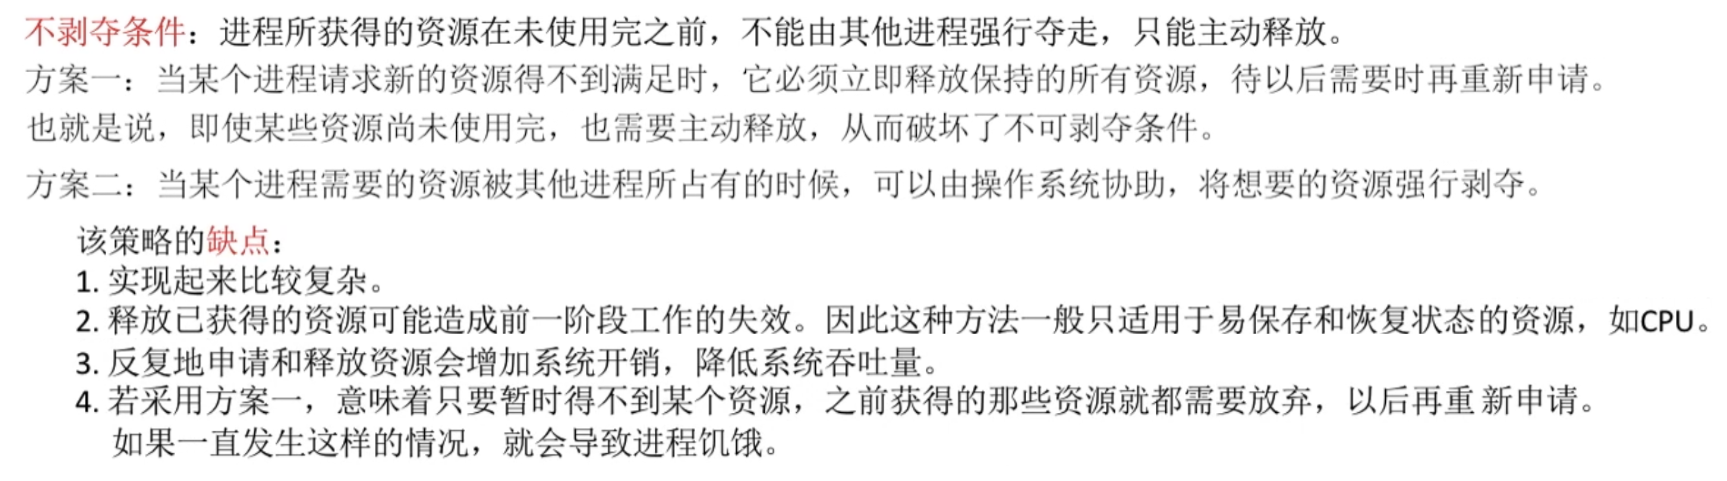 不剥夺条件：进程所获得的资源在未使用完之前，不能由其他进程强行夺走，只能主动释放。
方案一：当某个进程请求新的资源得不到满足时，它必须立即释放保持的所有资源，待以后需要时再重新申请。
也就是说，即使某些资源尚未使用完，也需要主动释放，从而破坏了不可剥夺条件。
方案二：当某个进程需要的资源被其他进程所占有的时候，可以由操作系统协助，将想要的资源强行剥夺。
该策略的缺点：
1. 实现起来比较复杂。
2. 释放已获得的资源可能造成前一阶段工作的失效。因此这种方法一般只适用于易保存和恢复状态的资源，如CPU。
3. 反复地申请和释放资源会增加系统开销，降低系统吞吐量。
4. 若采用方案一，意味着只要暂时得不到某个资源，之前获得的那些资源就都需要放弃，以后再重新申请。
如果一直发生这样的情况，就会导致进程饥饿。